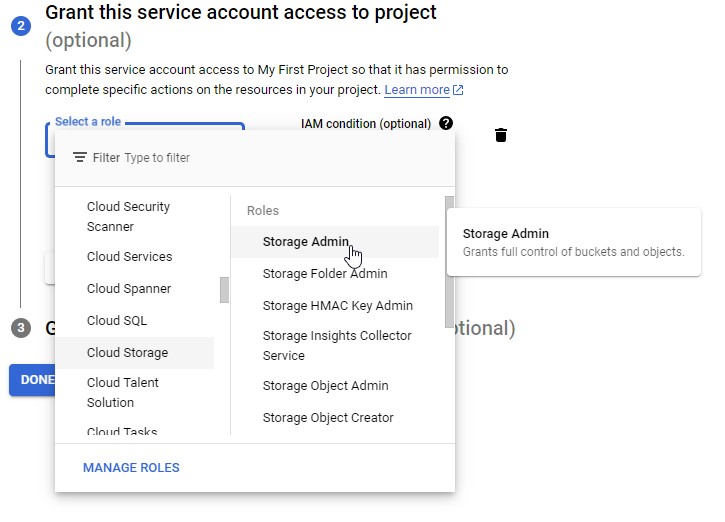 2
Grant this service account access to project
(optional)
Grant this service account access to My First Project so that it has permission to
complete specific actions on the resources in your project. Learn more
Select a role
IAM condition (optional) ?
Filter Type to filter
Cloud Security
Scanner
Cloud Services
Cloud Spanner
Cloud SQL
Cloud Storage
Cloud Talent
Solution
Cloud Tasks
Roles
Storage Admin
Storage Folder Admin
Storage HMAC Key Admin
Storage Insights Collector
Service
Storage Object Admin
Storage Object Creator
Storage Admin
Grants full control of buckets and objects.
3
G
tional)
DONE
MANAGE ROLES